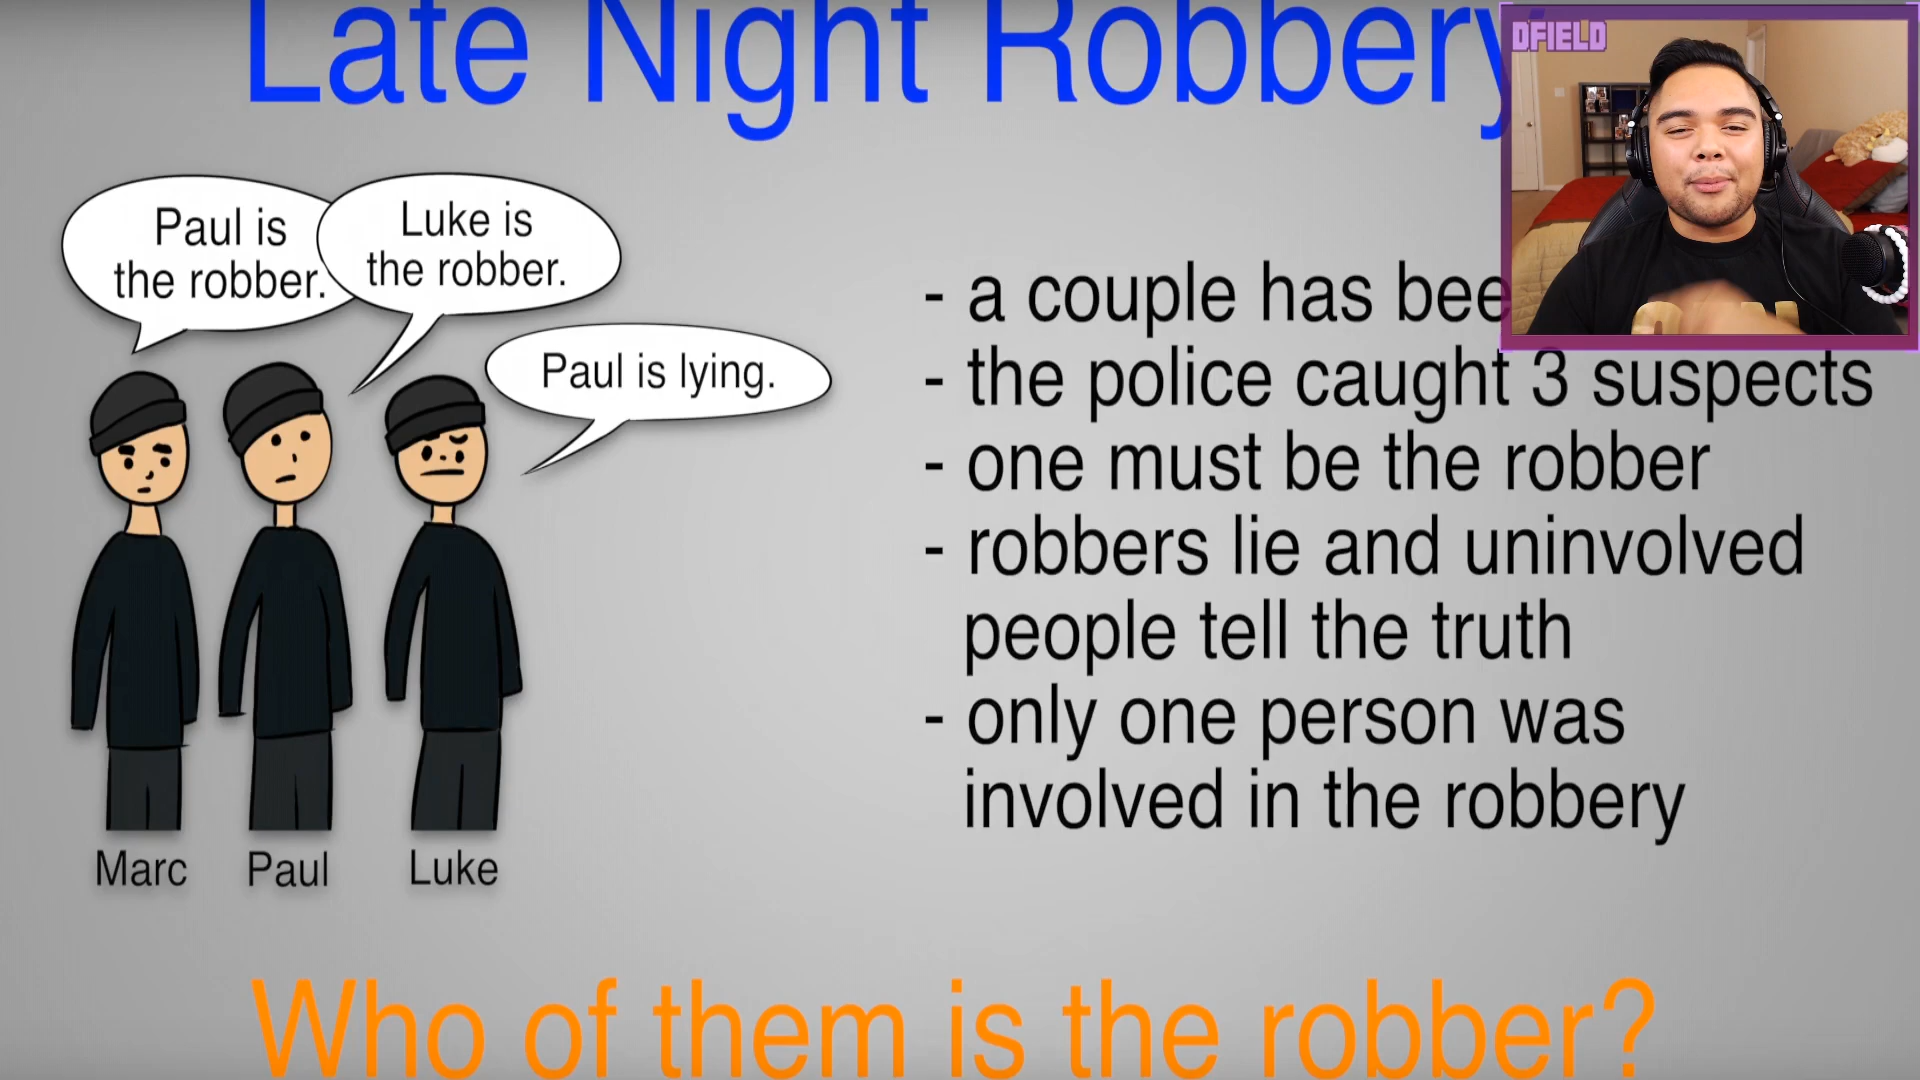 Late Night Robbery
DFIELD
Paul is
the robber.
Luke is
the robber.
Paul is lying.
- a couple has bee
- the police caught 3 suspects
- one must be the robber
- robbers lie and uninvolved
people tell the truth
- only one person was
involved in the robbery
Marc
Paul
Luke
Who of them is the robber?